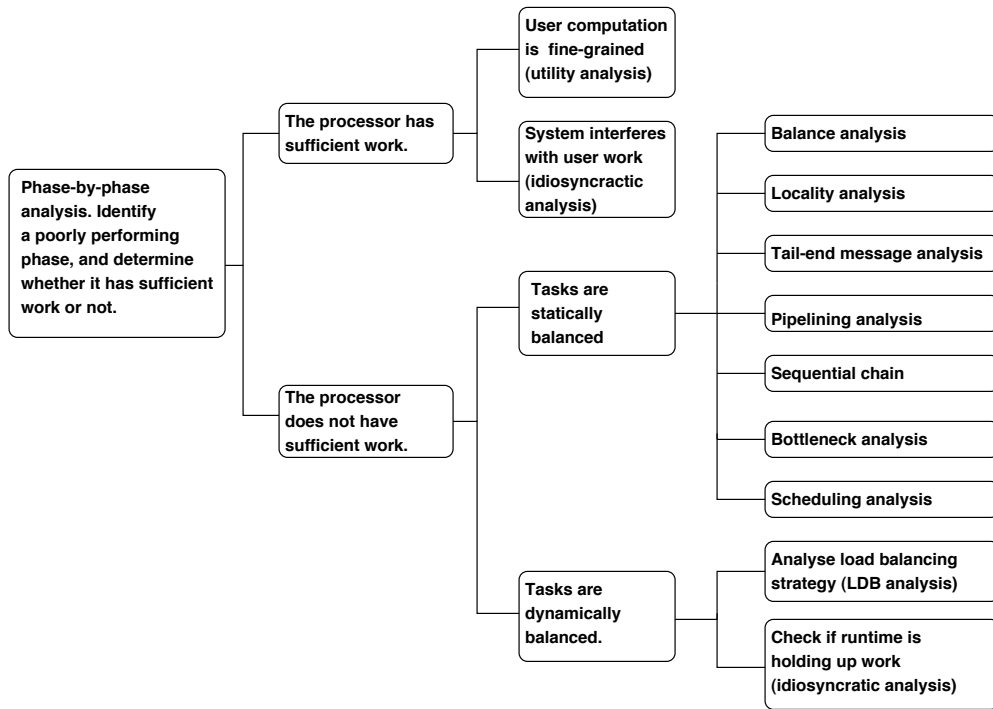 Phase-by-phase
analysis. Identify
a poorly performing
phase, and determine
whether it has sufficient
work or not.
The processor has
sufficient work.
User computation
is fine-grained
(utility analysis)
System interferes
with user work
(idiosyncractic
analysis)
The processor
does not have
sufficient work.
Tasks are
statically
balanced
Balance analysis
Locality analysis
Tail-end message analysis
Pipelining analysis
Sequential chain
Bottleneck analysis
Scheduling analysis
Tasks are
dynamically
balanced.
Analyse load balancing
strategy (LDB analysis)
Check if runtime is
holding up work
(idiosyncratic analysis)